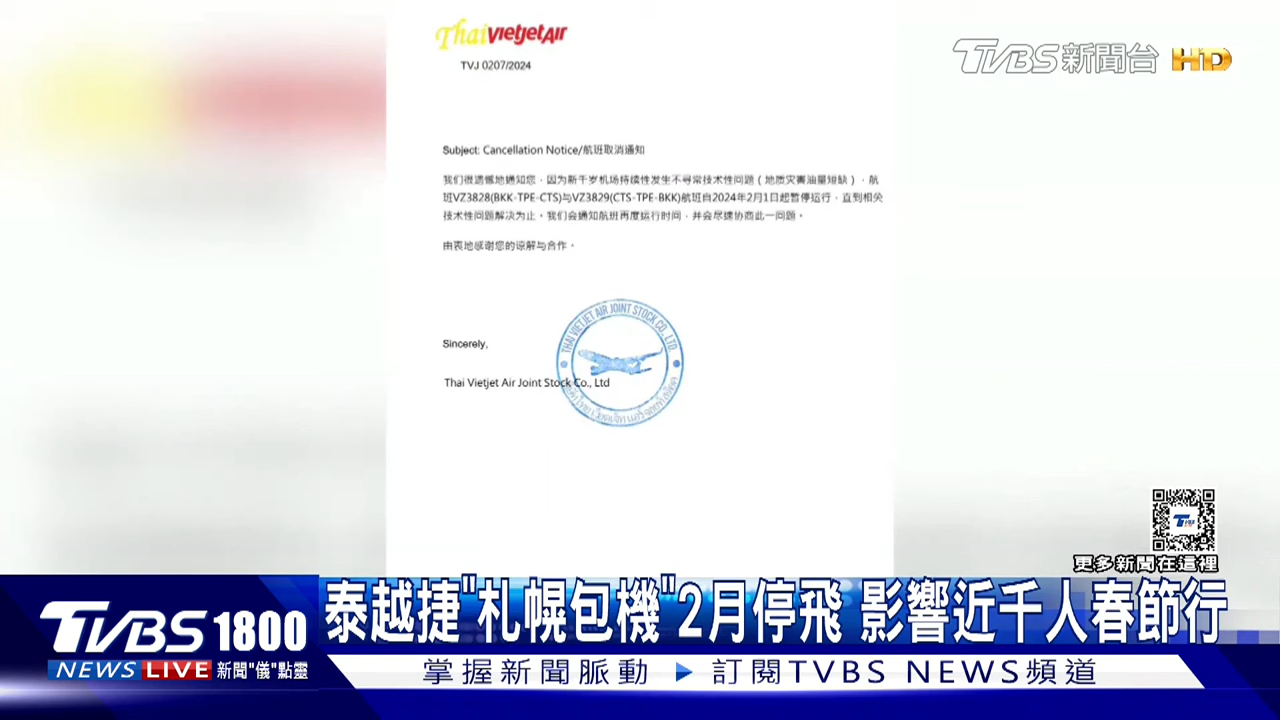 ThaiVietjetAir
TVJ 0207/2024
TVBS新聞台 HD
Subject: Cancellation Notice/航班取消通知
我们很遗憾地通知您，因为新千岁机场持续性发生不寻常技术性问题（地质灾害油量短缺），航
班VZ3828(BKK-TPE-CTS)与VZ3829(CTS-TPE-BKK)航班自2024年2月1日起暂停运行，直到相关
技术性问题解决为止。我们会通知航班再度运行时间，并会尽速协商此一问题。
由衷地感谢您的谅解与合作。
Sincerely,
THAI VIETJET AIR JOINT STOCK CO., LTD.
Thai Vietjet Air Joint Stock Co., Ltd
TVBS
更多新聞在這裡
泰越捷"札幌包機"2月停飛 影響近千人春節行
TVBS 1800
NEWS LIVE 新聞"儀"點靈
掌握新聞脈動 ▶ 訂閱TVBS NEWS頻道